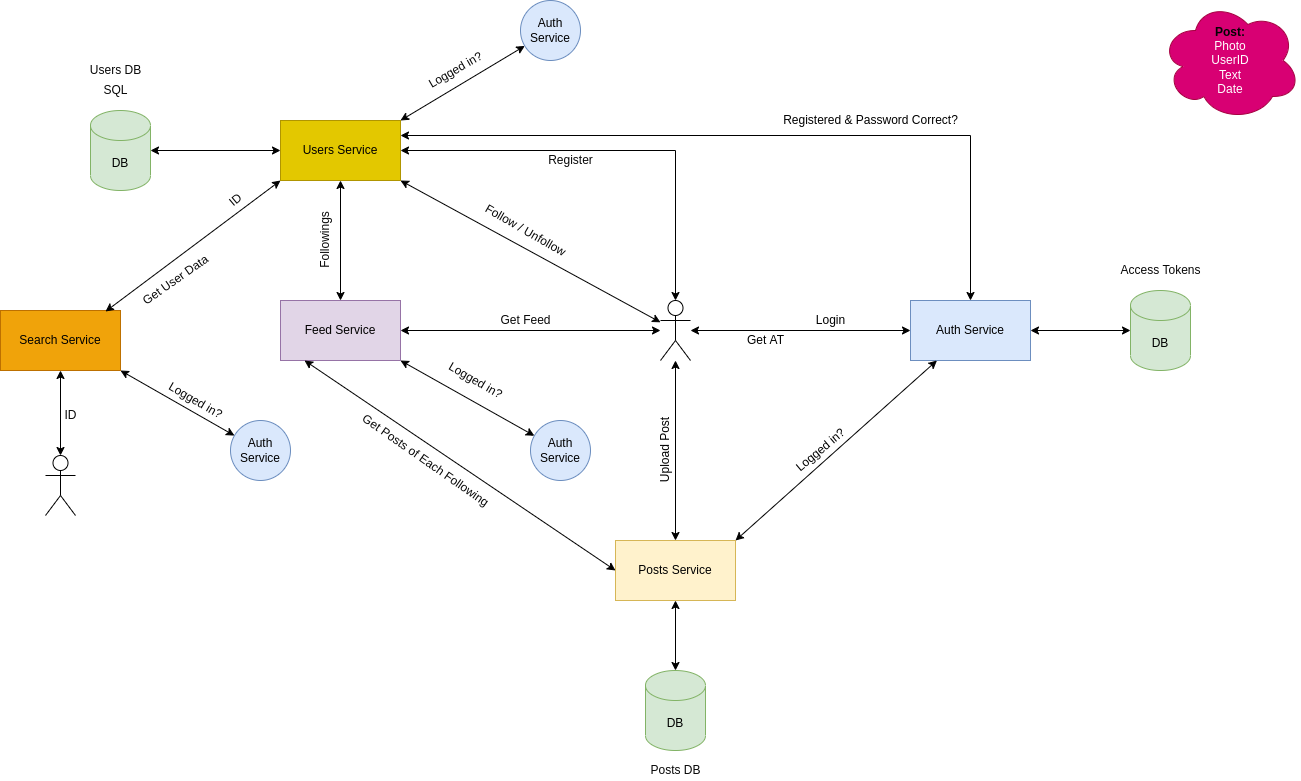 Auth
Service
Post:
Photo
UserID
Text
Date
Logged in?
Users DB
SQL
DB
Users Service
Registered & Password Correct?
Register
ID
Get User Data
Followings
Follow / Unfollow
Access Tokens
DB
Search Service
Feed Service
Get Feed
Login
Get AT
Auth Service
ID
Logged in?
Auth
Service
Logged in?
Auth
Service
Get Posts of Each Following
Upload Post
Logged in?
Posts Service
DB
Posts DB